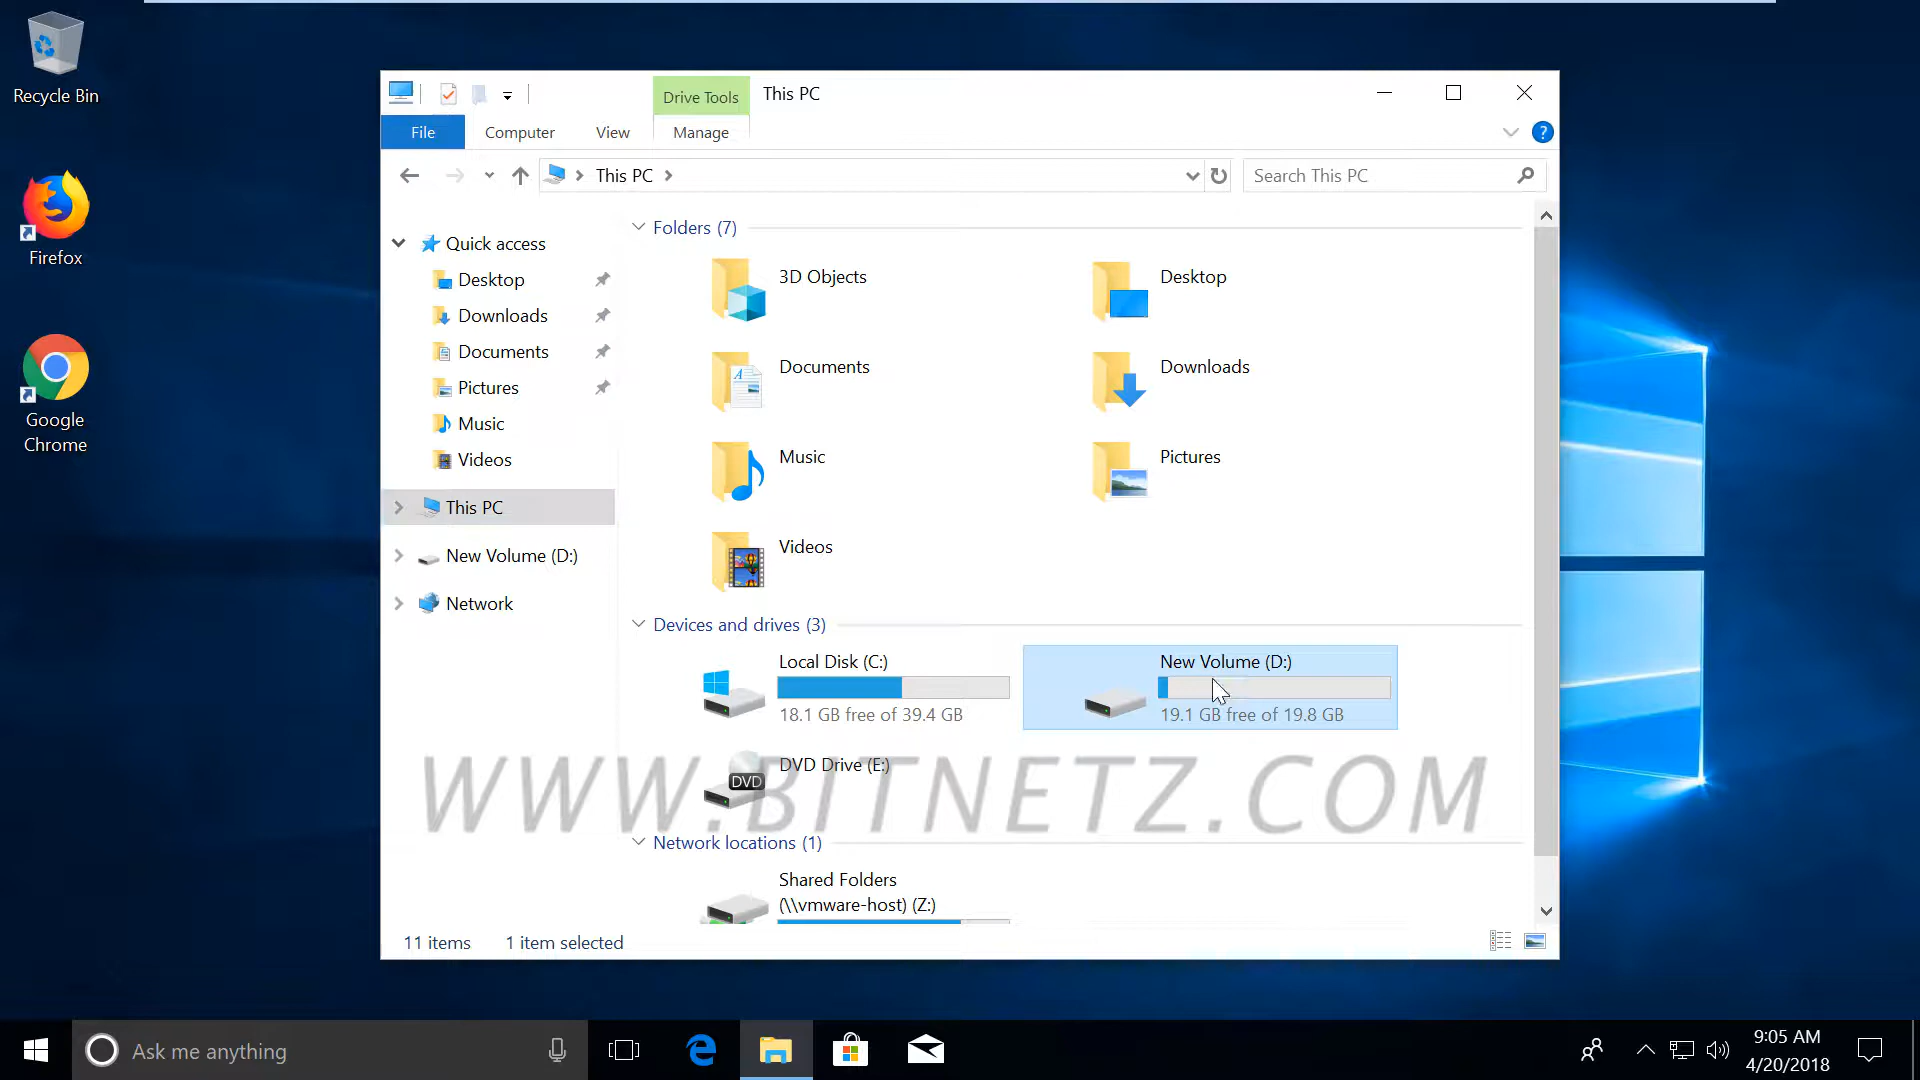 Recycle Bin
Firefox
Google
Chrome
Drive Tools
This PC
File
Computer
View
Manage
?
This PC
Search This PC
Quick access
Desktop
Downloads
Documents
Pictures
Music
Videos
This PC
New Volume (D:)
Network
Folders (7)
3D Objects
Desktop
Documents
Downloads
Music
Pictures
Videos
Devices and drives (3)
Local Disk (C:)
18.1 GB free of 39.4 GB
New Volume (D:)
19.1 GB free of 19.8 GB
DVD Drive (E:)
DVD
WWW.BITNETZ.COM
Network locations (1)
Shared Folders
(\\vmware-host) (Z:)
11 items
1 item selected
Ask me anything
9:05 AM
4/20/2018